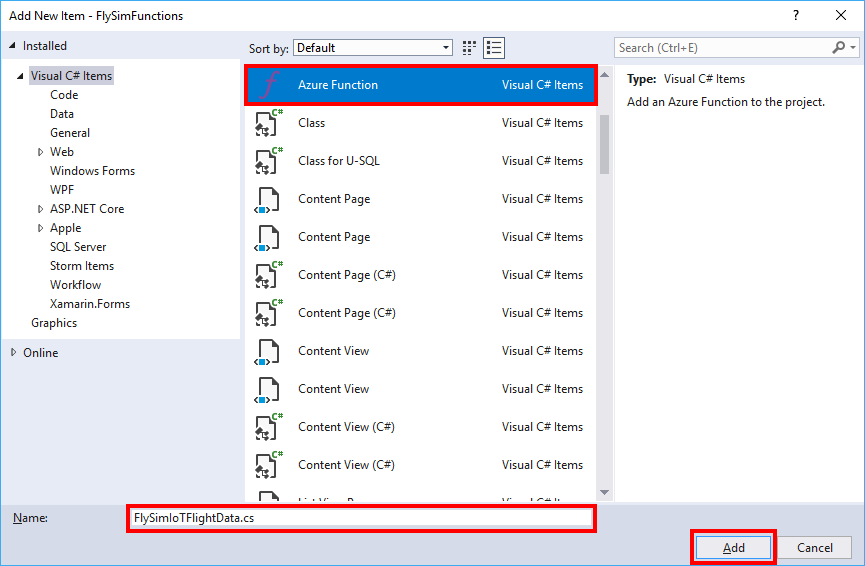 Add New Item - FlySimFunctions
?
Installed
Sort by: Default
Search (Ctrl+E)
Visual C# Items
Code
Data
General
Web
Windows Forms
WPF
ASP.NET Core
Apple
SQL Server
Storm Items
Workflow
Xamarin.Forms
Graphics
Online
Azure Function Visual C# Items
C# Class Visual C# Items
C# Class for U-SQL Visual C# Items
Content Page Visual C# Items
Content Page Visual C# Items
C# Content Page (C#) Visual C# Items
C# Content Page (C#) Visual C# Items
Content View Visual C# Items
Content View Visual C# Items
C# Content View (C#) Visual C# Items
C# Content View (C#) Visual C# Items
Type: Visual C# Items
Add an Azure Function to the project.
Name: FlySimIoTFlightData.cs
Add Cancel